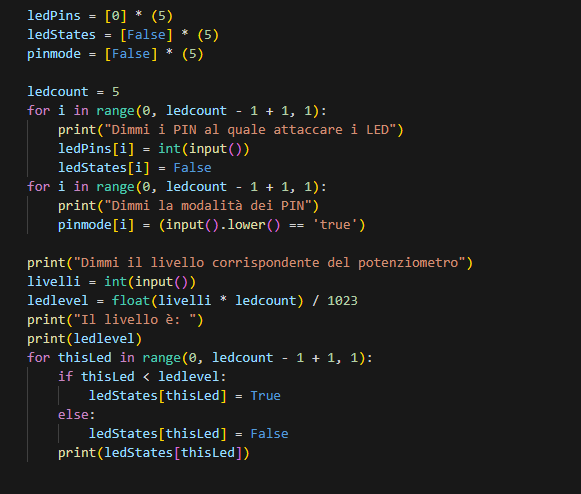 ledPins = [0] * (5)
ledStates = [False] * (5)
pinmode = [False] * (5)

ledcount = 5
for i in range(0, ledcount - 1 + 1, 1):
    print("Dimmi i PIN al quale attaccare i LED")
    ledPins[i] = int(input())
    ledStates[i] = False
for i in range(0, ledcount - 1 + 1, 1):
    print("Dimmi la modalità dei PIN")
    pinmode[i] = (input().lower() == 'true')

print("Dimmi il livello corrispondente del potenziometro")
livelli = int(input())
ledlevel = float(livelli * ledcount) / 1023
print("Il livello è: ")
print(ledlevel)
for thisLed in range(0, ledcount - 1 + 1, 1):
    if thisLed < ledlevel:
        ledStates[thisLed] = True
    else:
        ledStates[thisLed] = False
    print(ledStates[thisLed])